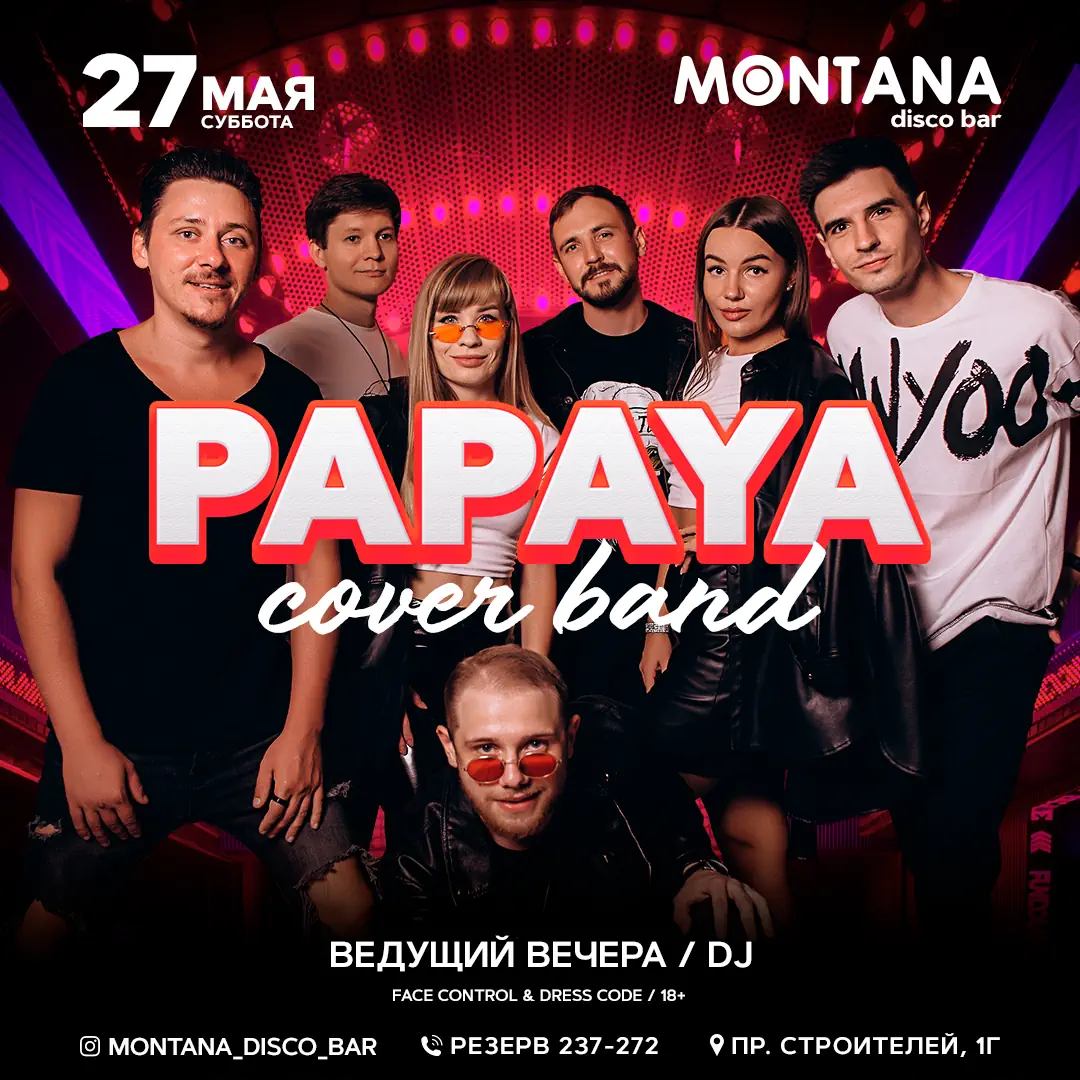 27 МАЯ
СУББОТА
MONTANA
disco bar
PAPAYA
cover band
ВЕДУЩИЙ ВЕЧЕРА / DJ
FACE CONTROL & DRESS CODE / 18+
MONTANA_DISCO_BAR
РЕЗЕРВ 237-272
ПР. СТРОИТЕЛЕЙ, 1Г